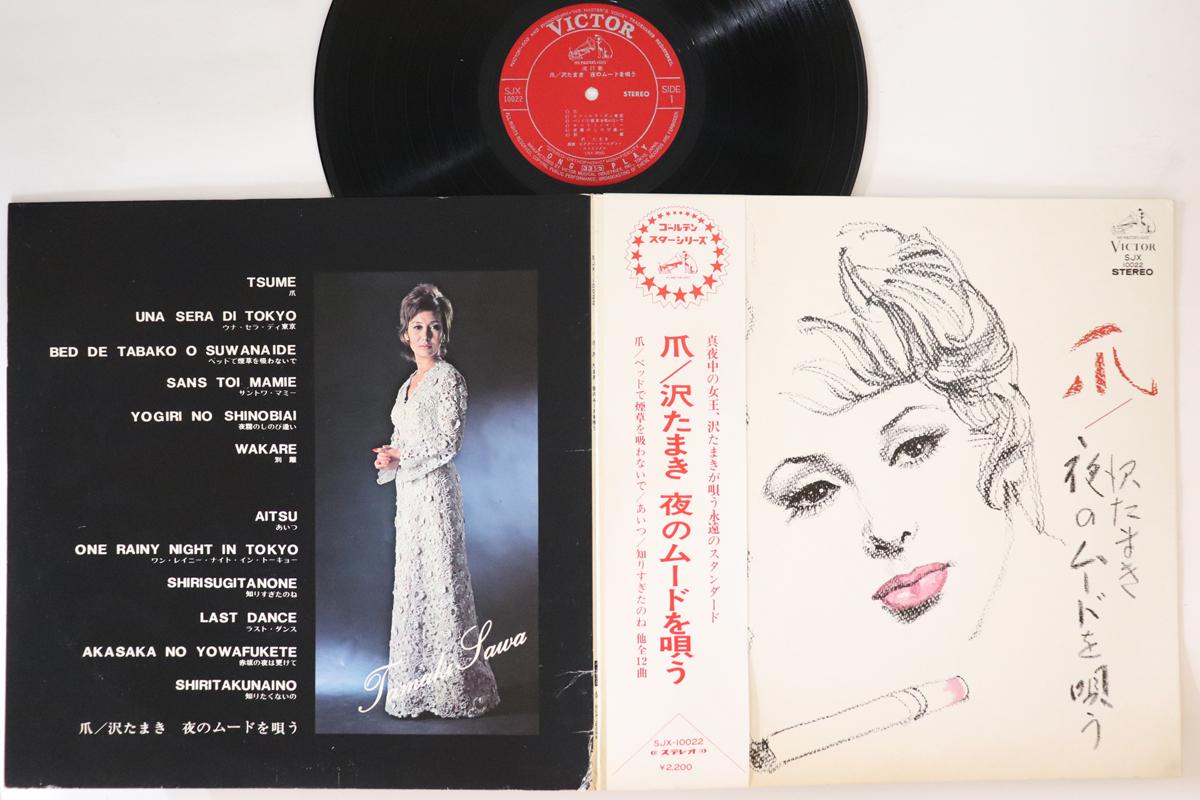 VICTOR
"HIS MASTER'S VOICE"
流行歌
爪/沢たまき 夜のムードを唄う
SJX
10022
STEREO
SIDE
1
LONG 33 1/3 PLAY
TSUME
爪
UNA SERA DI TOKYO
ウナ・セラ・ディ東京
BED DE TABAKO O SUWANAIDE
ベッドで煙草を吸わないで
SANS TOI MAMIE
サントワ・マミー
YOGIRI NO SHINOBIAI
夜霧のしのび逢い
WAKARE
別離
AITSU
あいつ
ONE RAINY NIGHT IN TOKYO
ワン・レイニー・ナイト・イン・トーキョー
SHIRISUGITANONE
知りすぎたのね
LAST DANCE
ラスト・ダンス
AKASAKA NO YOWAFUKETE
赤坂の夜は更けて
SHIRITAKUNAINO
知りたくないの
爪/沢たまき 夜のムードを唄う
Tamaki Sawa
ゴールデン
スターシリーズ
真夜中の女王、沢たまきが唄う永遠のスタンダード
爪/沢たまき 夜のムードを唄う
爪/ベッドで煙草を吸わないで/あいつ/知りすぎたのね 他全12曲
SJX-10022
ステレオ
¥2,200
VICTOR
SJX
10022
STEREO
爪/
沢たまき
夜のムードを唄う